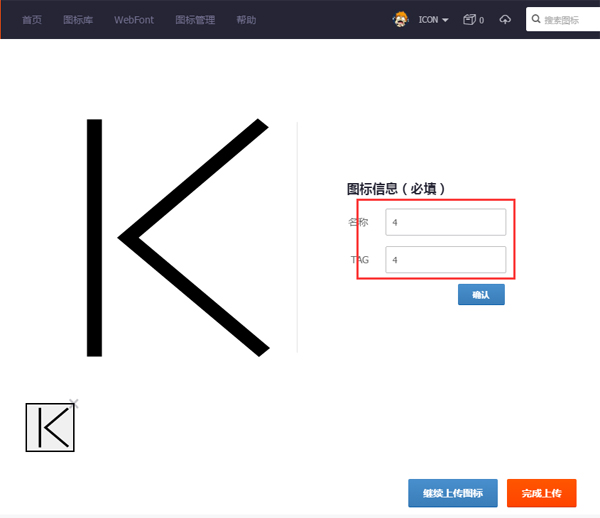 首页 图标库 WebFont 图标管理 帮助 ICON 0 搜索图标
图标信息（必填）
名称 4
TAG 4
确认
继续上传图标 完成上传